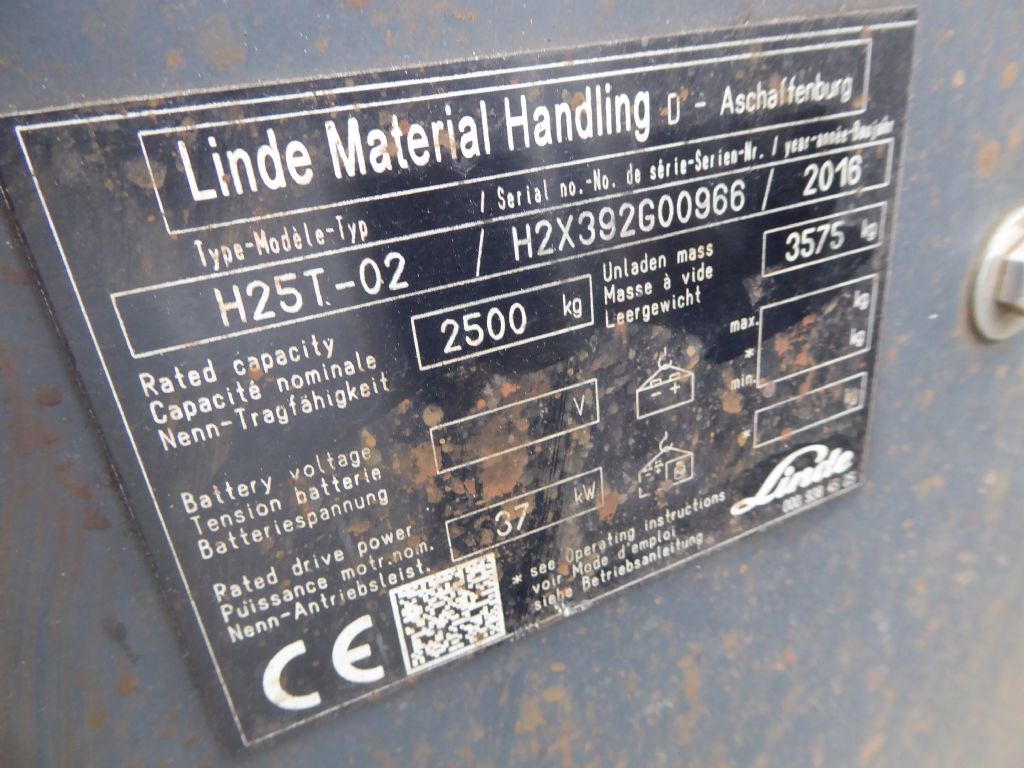 Linde Material Handling D - Aschaffenburg
Type-Modèle-Typ / Serial no.-No. de série-Serien-Nr. / year-année-Baujahr
H25T-02 / H2X392G00966 / 2016
Rated capacity
Capacité nominale
Nenn-Tragfähigkeit
2500 kg
Unladen mass
Masse à vide
Leergewicht
3575 kg
Battery voltage
Tension batterie
Batteriespannung
V
max. kg
* kg
min.
* kg
Rated drive power
Puissance motr.nom.
Nenn-Antriebsleist.
37 kW
* see Operating instructions
voir Mode d'emploi
siehe Betriebsanleitung
Linde
CE